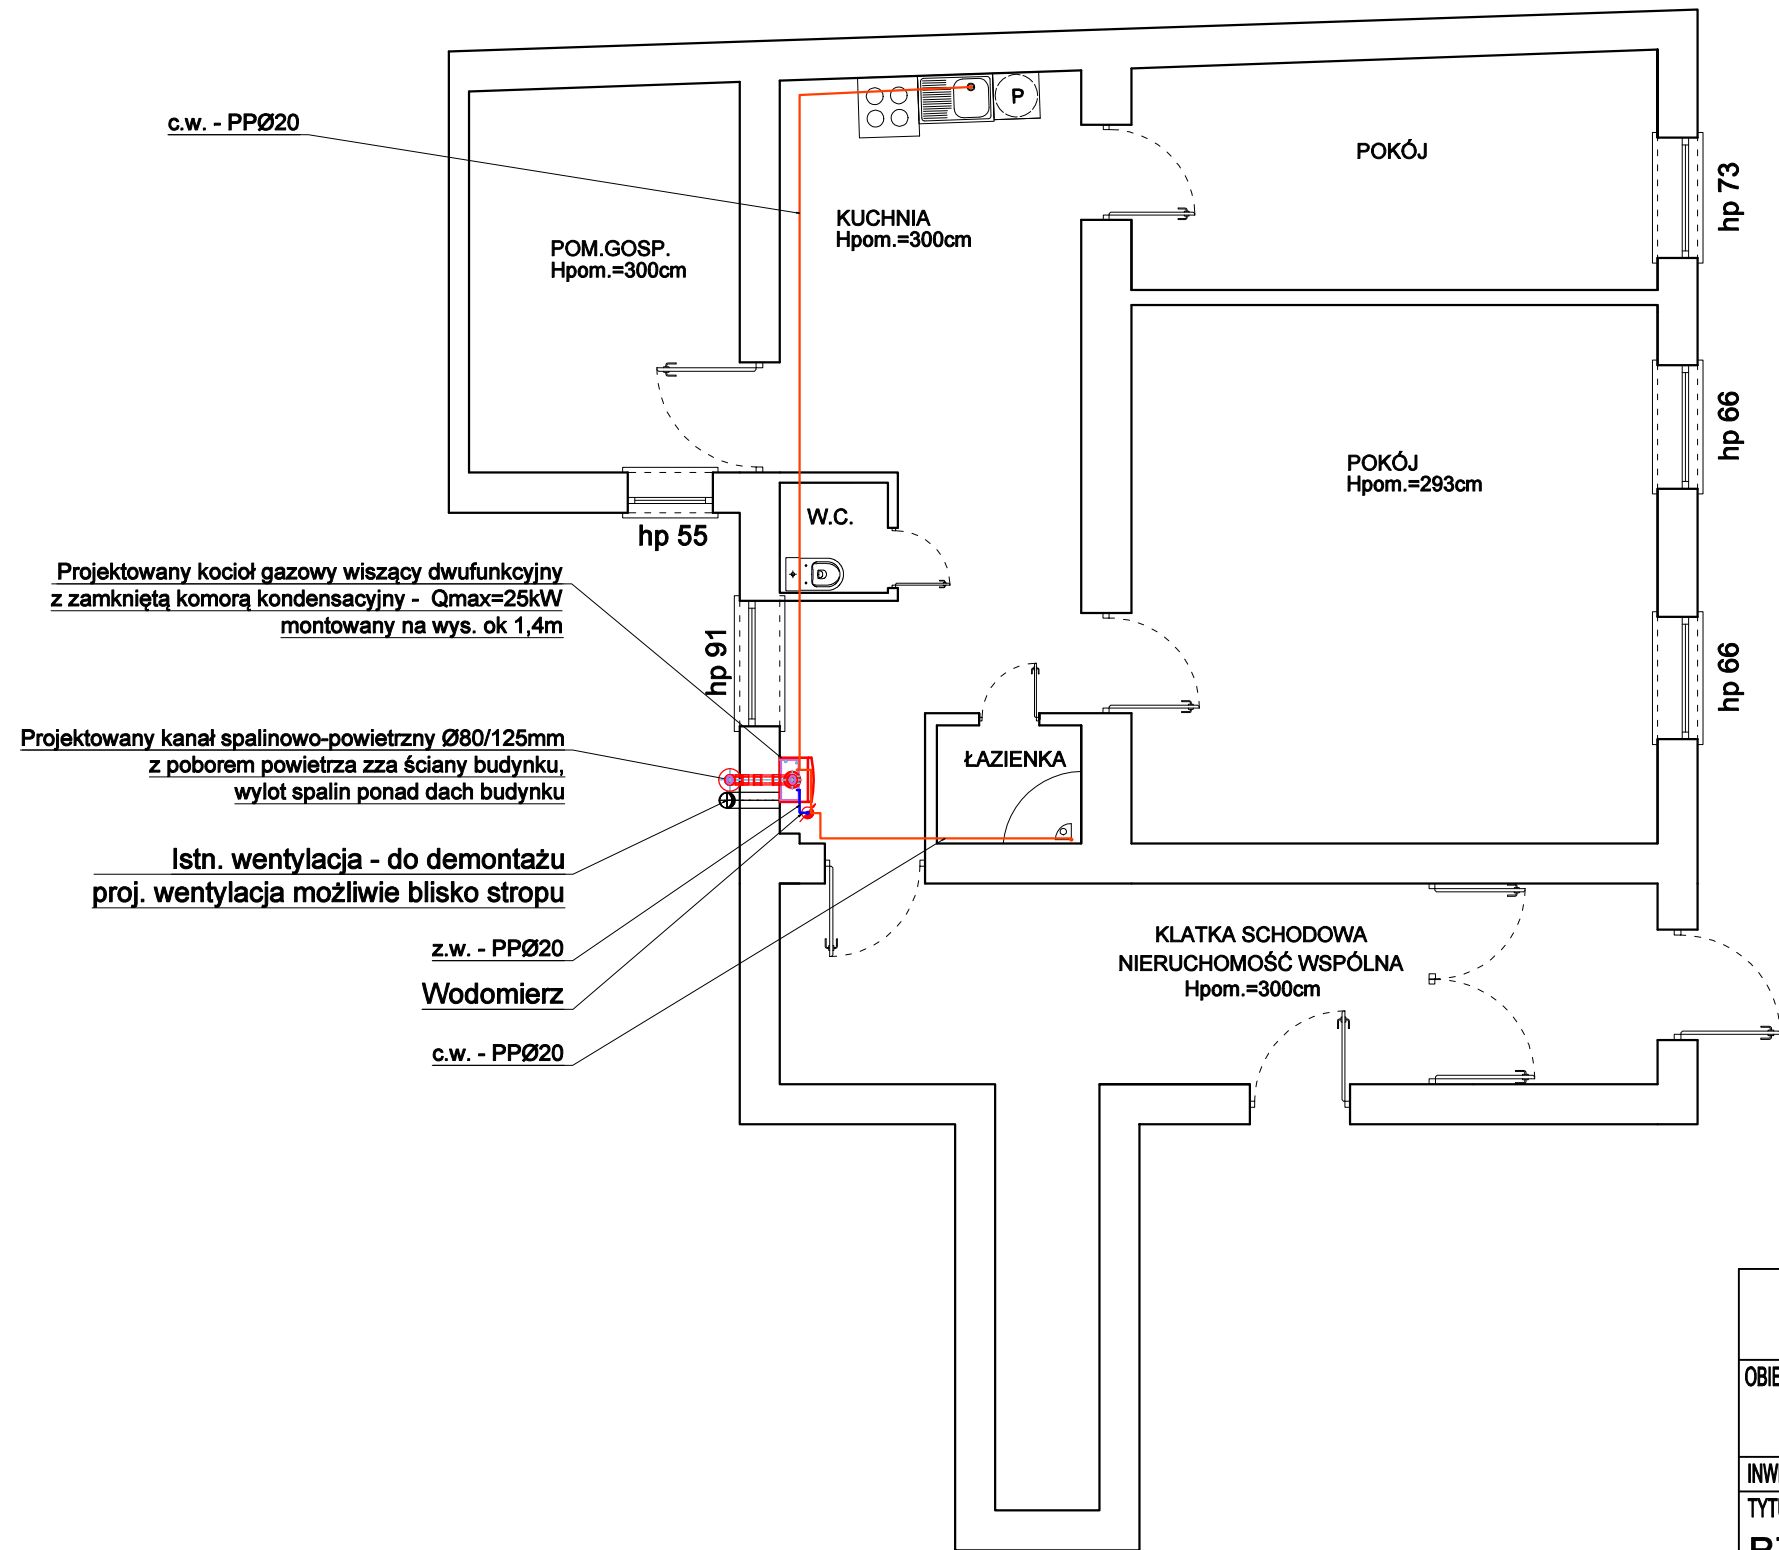 c.w. - PPØ20
P
POKÓJ
hp 73
KUCHNIA
Hpom.=300cm
POM.GOSP.
Hpom.=300cm
hp 66
POKÓJ
Hpom.=293cm
W.C.
hp 55
Projektowany kocioł gazowy wiszący dwufunkcyjny
z zamkniętą komorą kondensacyjny - Qmax=25kW
montowany na wys. ok 1,4m
hp 91
hp 66
Projektowany kanał spalinowo-powietrzny Ø80/125mm
z poborem powietrza zza ściany budynku,
wylot spalin ponad dach budynku
ŁAZIENKA
Istn. wentylacja - do demontażu
proj. wentylacja możliwie blisko stropu
z.w. - PPØ20
Wodomierz
c.w. - PPØ20
KLATKA SCHODOWA
NIERUCHOMOŚĆ WSPÓLNA
Hpom.=300cm
OBIE
INW
TYT